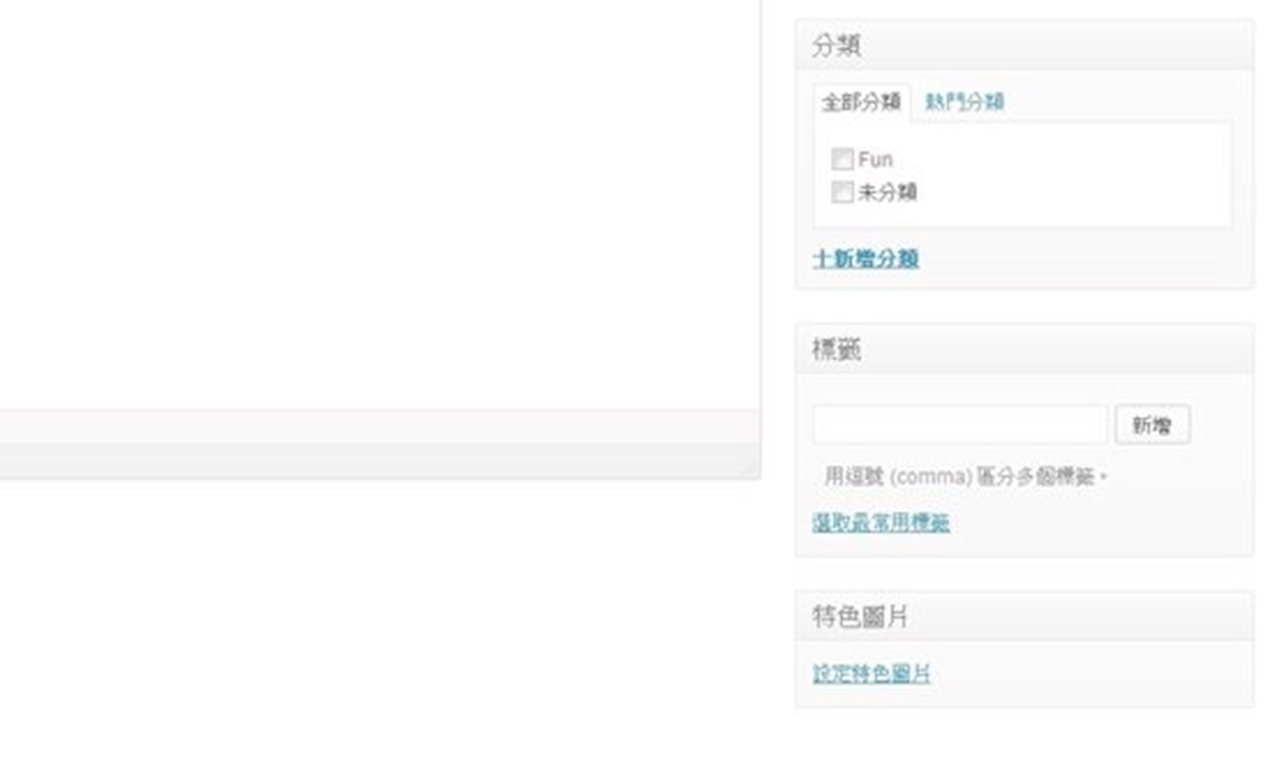 分類
全部分類 熱門分類
Fun
未分類
+新增分類
標籤
新增
用逗號 (comma) 區分多個標籤。
選取最常用標籤
特色圖片
設定特色圖片